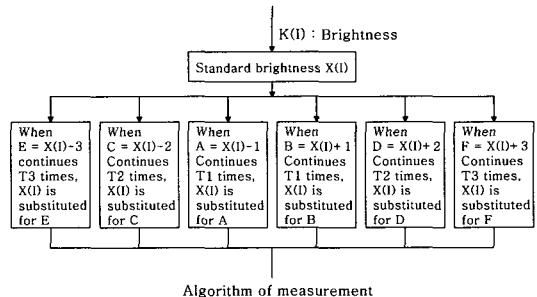 K(I) : Brightness
Standard brightness X(I)
When
E = X(I)-3
continues
T3 times,
X(I) is
substituted
for E
When
C = X(I)-2
Continues
T2 times,
X(I) is
substituted
for C
When
A = X(I)-1
Continues
T1 times,
X(I) is
substituted
for A
When
B = X(I)+1
Continues
T1 times,
X(I) is
substituted
for B
When
D = X(I)+2
Continues
T2 times,
X(I) is
substituted
for D
When
F = X(I)+3
Continues
T3 times,
X(I) is
substituted
for F
Algorithm of measurement